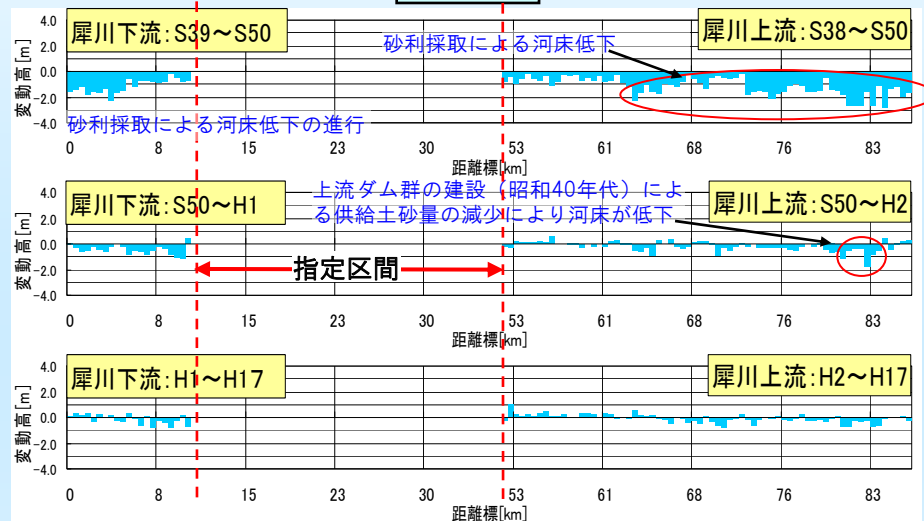 犀川下流:S39～S50
砂利採取による河床低下
犀川上流:S38～S50
変動高[m]
4.0
2.0
0.0
-2.0
-4.0
砂利採取による河床低下の進行
0 8 15 23 30 53 61 68 76 83
距離標[km]
犀川下流:S50～H1
上流ダム群の建設（昭和40年代）によ
る供給土砂量の減少により河床が低下
犀川上流:S50～H2
変動高[m]
4.0
2.0
0.0
-2.0
-4.0
指定区間
0 8 15 23 30 53 61 68 76 83
距離標[km]
犀川下流:H1～H17
犀川上流:H2～H17
変動高[m]
4.0
2.0
0.0
-2.0
-4.0
0 8 15 23 30 53 61 68 76 83
距離標[km]